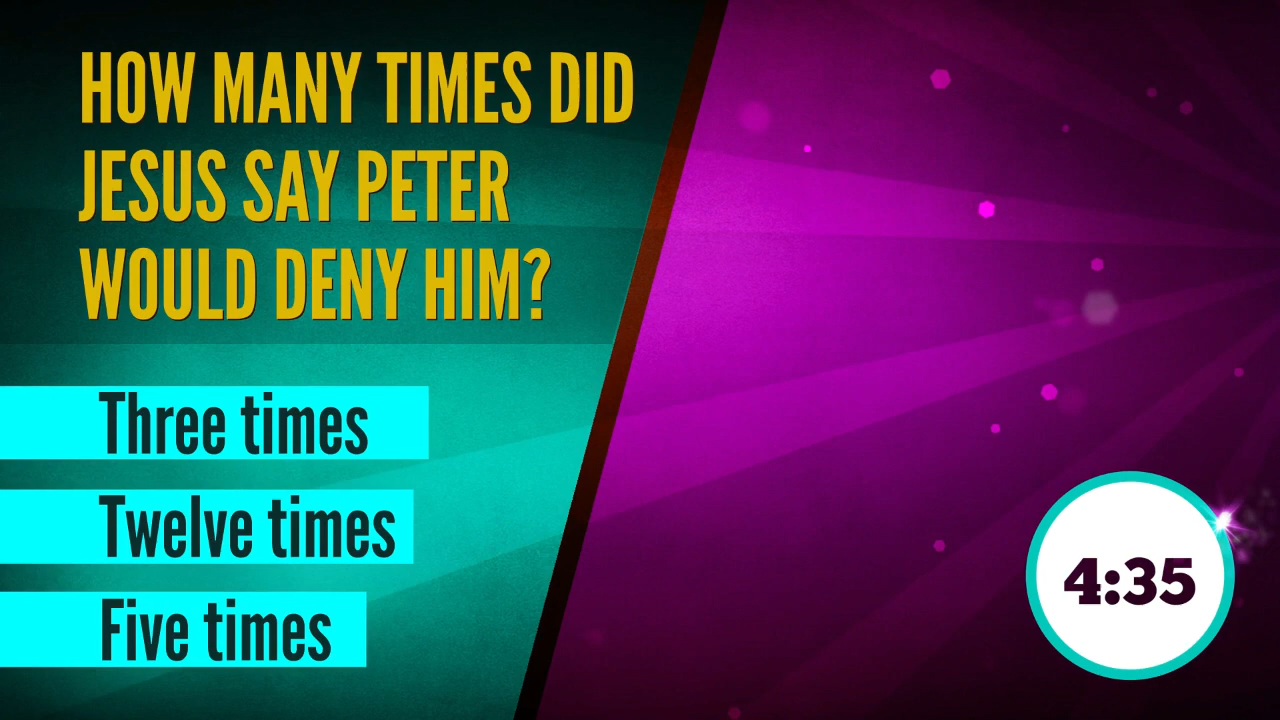 HOW MANY TIMES DID
JESUS SAY PETER
WOULD DENY HIM?
Three times
Twelve times
Five times
4:35